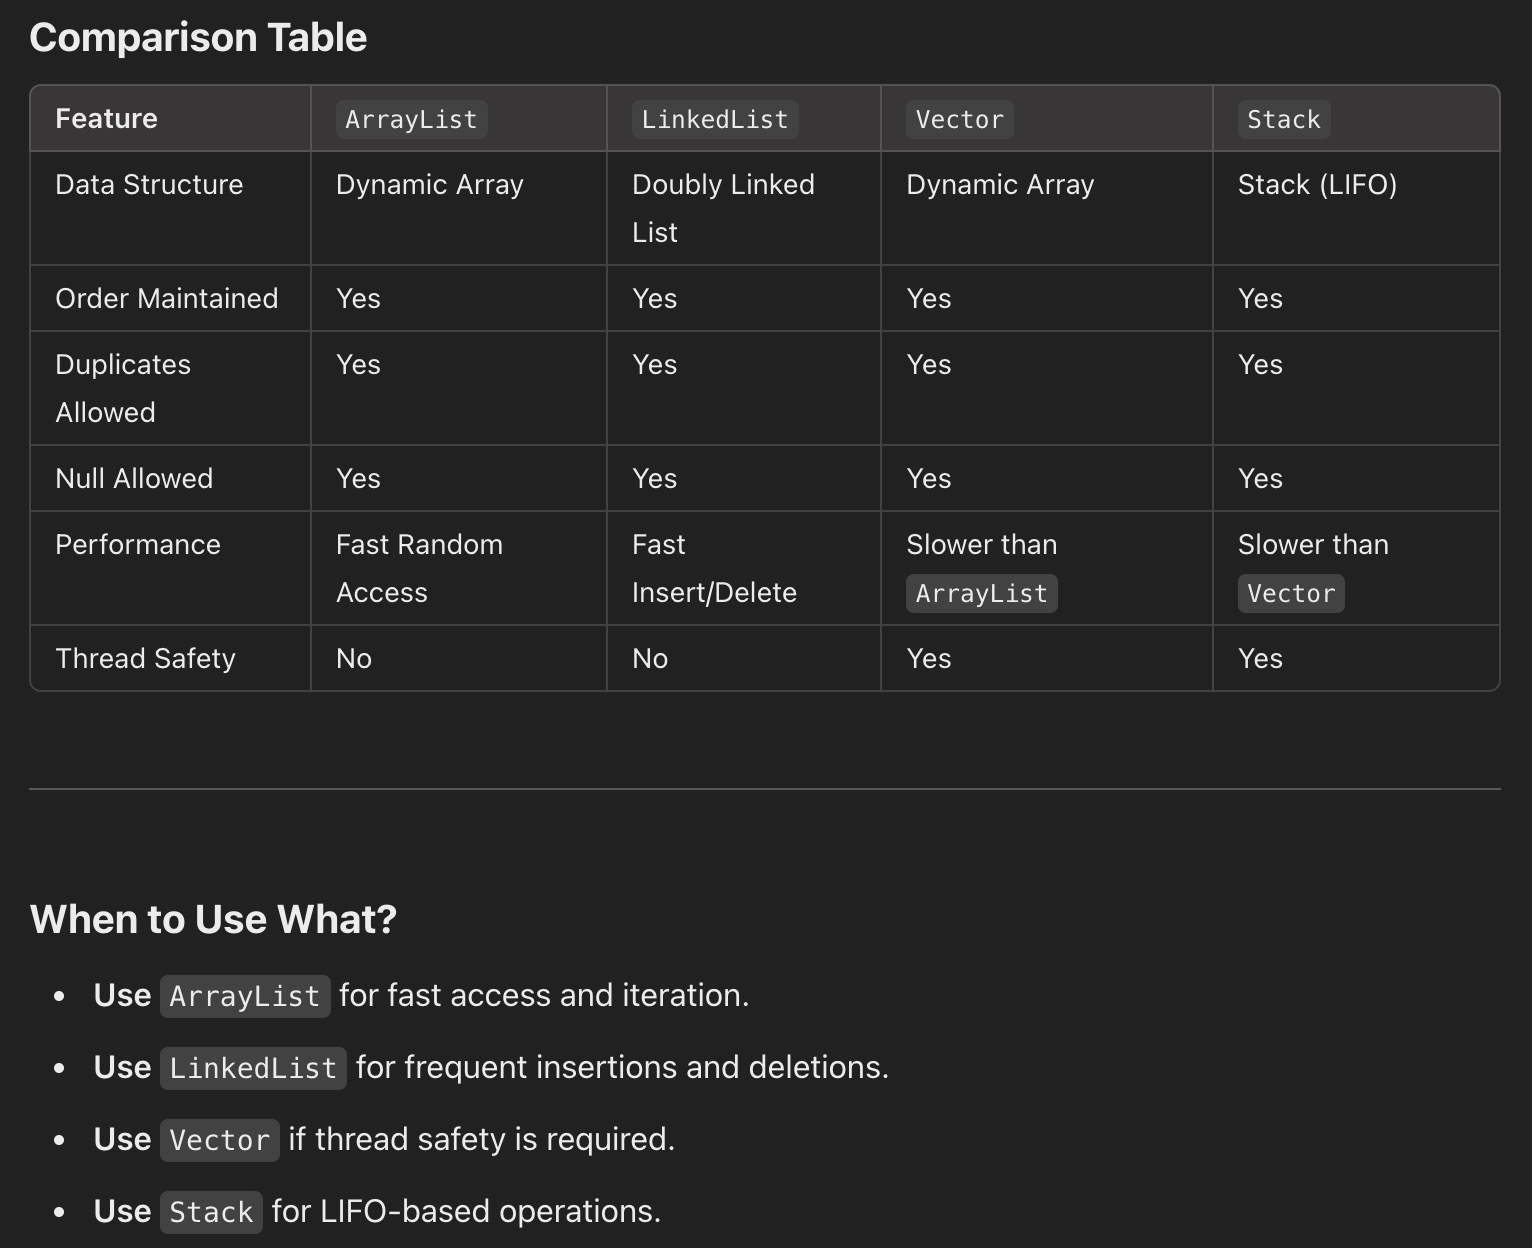 Comparison Table
Feature ArrayList LinkedList Vector Stack
Data Structure Dynamic Array Doubly Linked Dynamic Array Stack (LIFO)
List
Order Maintained Yes Yes Yes Yes
Duplicates Yes Yes Yes Yes
Allowed
Null Allowed Yes Yes Yes Yes
Performance Fast Random Fast Slower than Slower than
Access Insert/Delete ArrayList Vector
Thread Safety No No Yes Yes
When to Use What?
• Use ArrayList for fast access and iteration.
• Use LinkedList for frequent insertions and deletions.
• Use Vector if thread safety is required.
• Use Stack for LIFO-based operations.